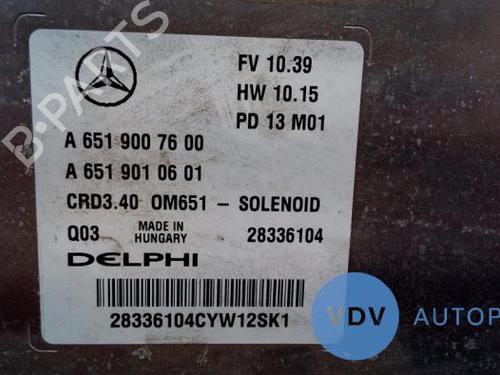 FV 10.39
HW 10.15
PD 13 M01
A 651 900 76 00
A 651 901 06 01
CRD3.40 OM651 - SOLENOID
Q03 MADE IN HUNGARY 28336104
DELPHI
28336104CYW12SK1
B-PARTS
VDV AUTOP